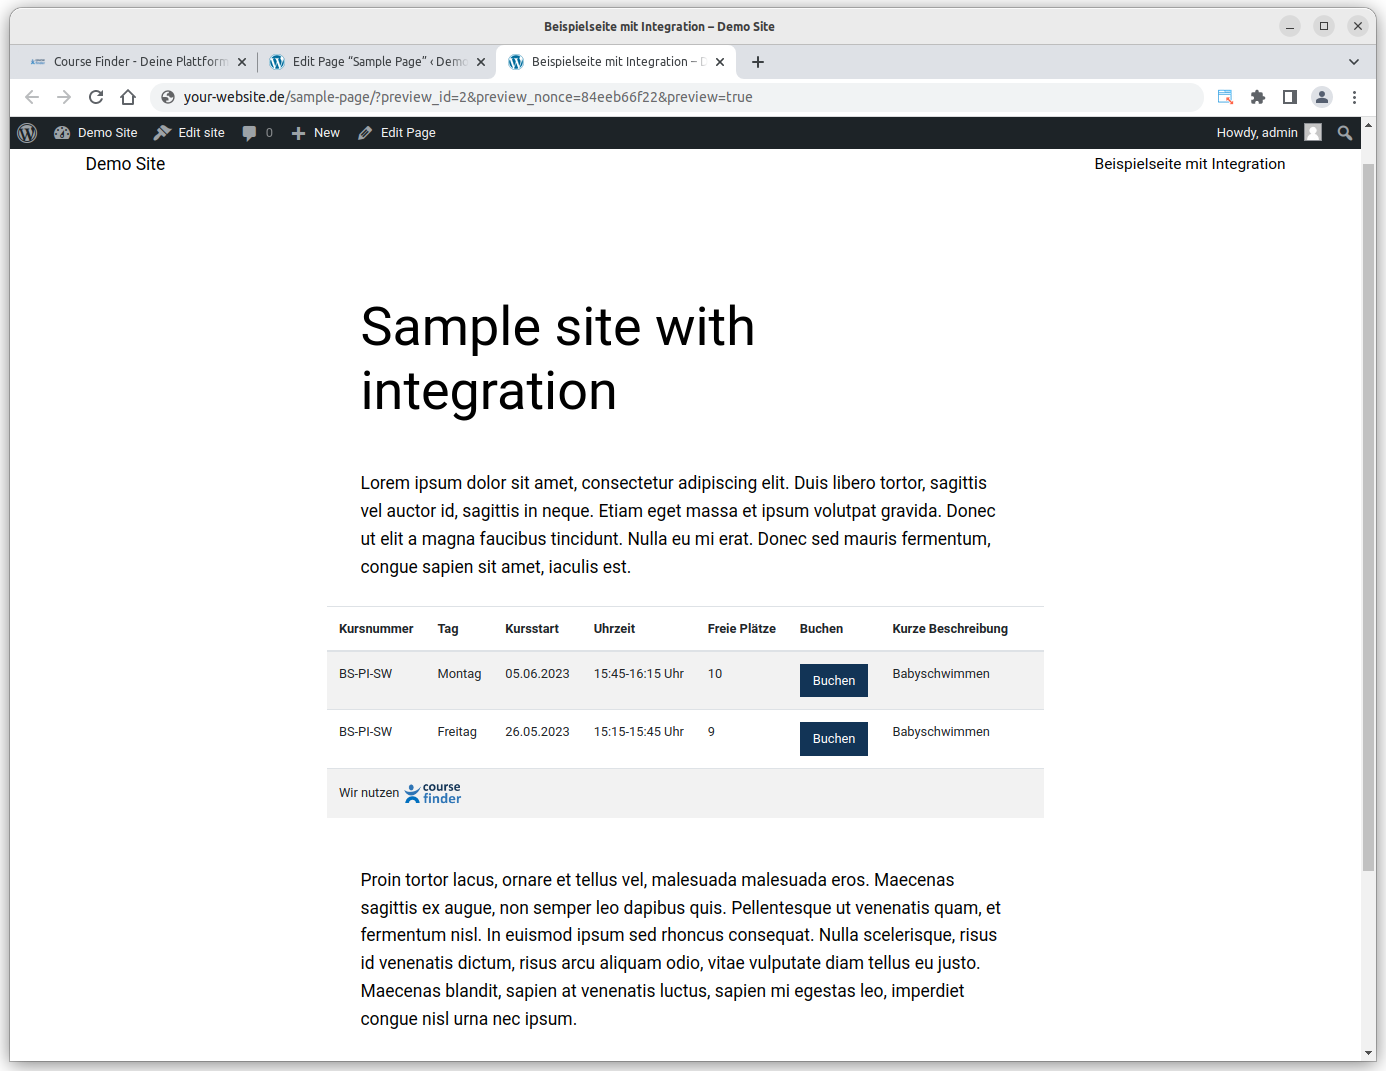 Beispielseite mit Integration – Demo Site
Course Finder - Deine Plattform
Edit Page “Sample Page” ‹ Demo
Beispielseite mit Integration – D
your-website.de/sample-page/?preview_id=2&preview_nonce=84eeb66f22&preview=true
Demo Site Edit site 0 New Edit Page Howdy, admin
Demo Site Beispielseite mit Integration
Sample site with
integration
Lorem ipsum dolor sit amet, consectetur adipiscing elit. Duis libero tortor, sagittis
vel auctor id, sagittis in neque. Etiam eget massa et ipsum volutpat gravida. Donec
ut elit a magna faucibus tincidunt. Nulla eu mi erat. Donec sed mauris fermentum,
congue sapien sit amet, iaculis est.
Kursnummer Tag Kursstart Uhrzeit Freie Plätze Buchen Kurze Beschreibung
BS-PI-SW Montag 05.06.2023 15:45-16:15 Uhr 10 Buchen Babyschwimmen
BS-PI-SW Freitag 26.05.2023 15:15-15:45 Uhr 9 Buchen Babyschwimmen
Wir nutzen course finder
Proin tortor lacus, ornare et tellus vel, malesuada malesuada eros. Maecenas
sagittis ex augue, non semper leo dapibus quis. Pellentesque ut venenatis quam, et
fermentum nisl. In euismod ipsum sed rhoncus consequat. Nulla scelerisque, risus
id venenatis dictum, risus arcu aliquam odio, vitae vulputate diam tellus eu justo.
Maecenas blandit, sapien at venenatis luctus, sapien mi egestas leo, imperdiet
congue nisl urna nec ipsum.